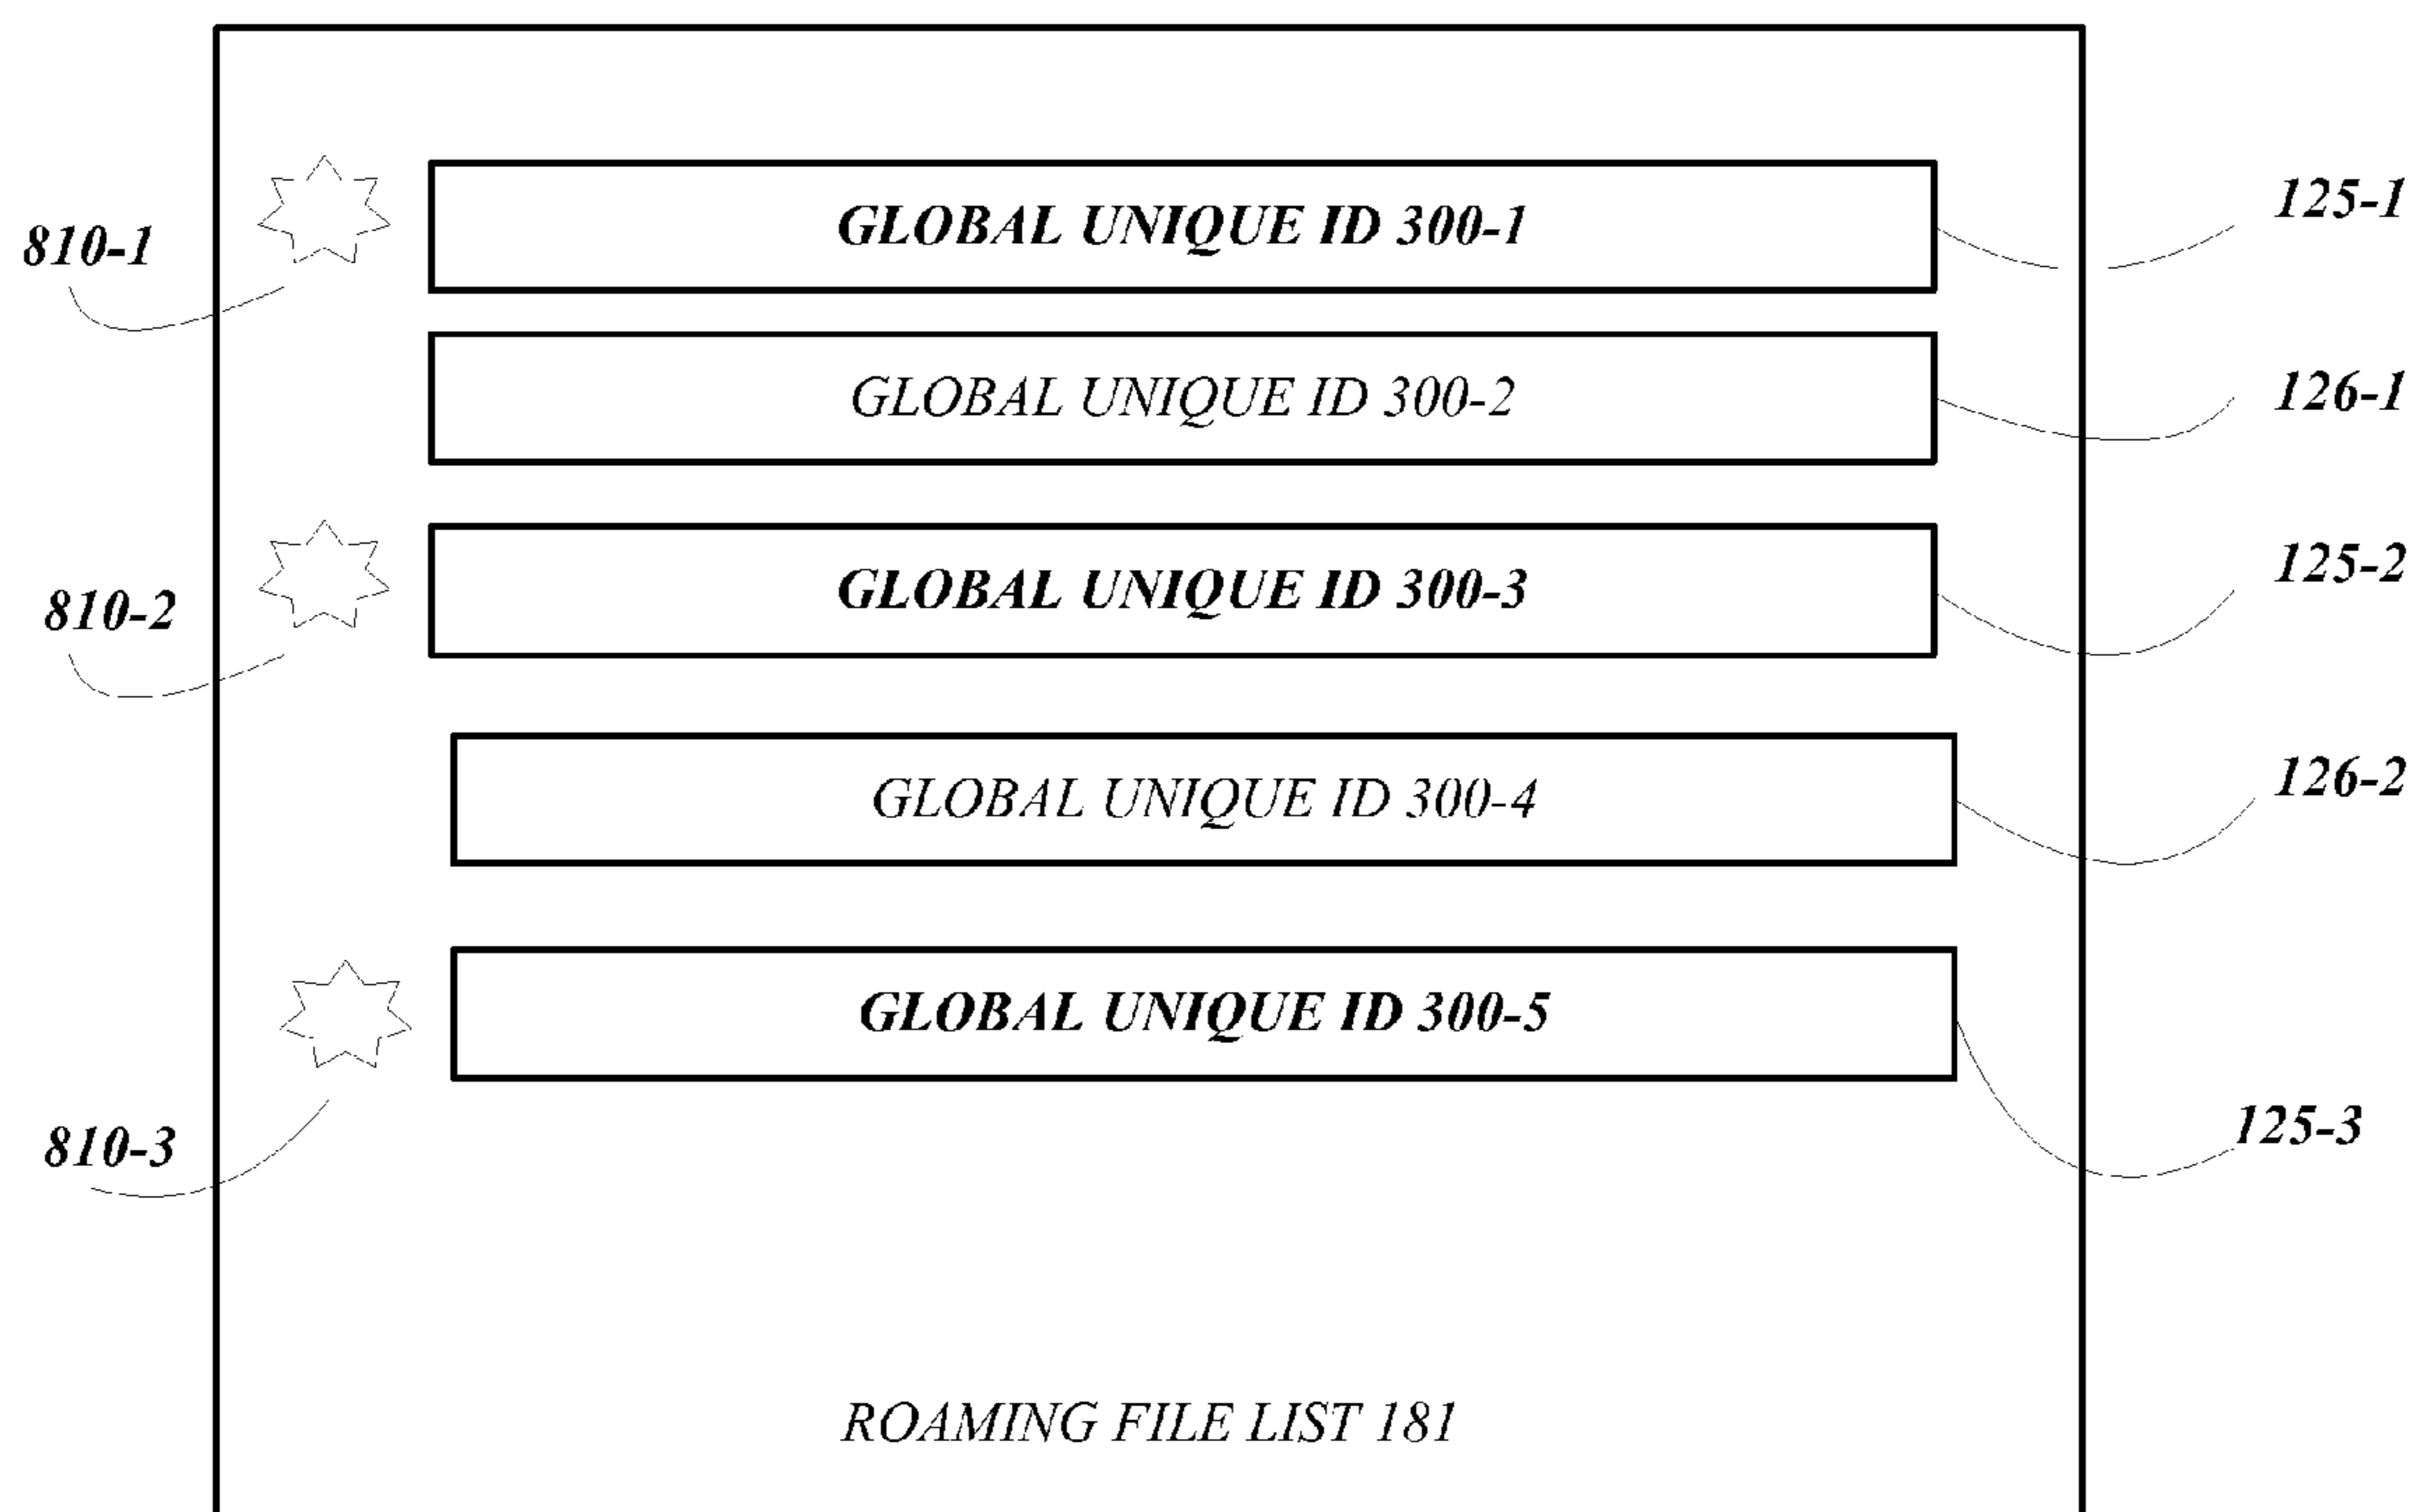 125-1
810-1
GLOBAL UNIQUE ID 300-1
126-1
GLOBAL UNIQUE ID 300-2
125-2
810-2
GLOBAL UNIQUE ID 300-3
126-2
GLOBAL UNIQUE ID 300-4
GLOBAL UNIQUE ID 300-5
810-3
125-3
ROAMING FILE LIST 181